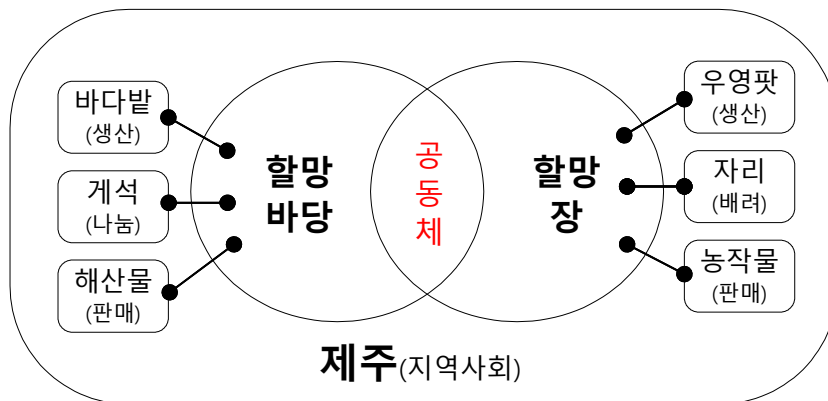 바다밭
(생산)
게석
(나눔)
해산물
(판매)
할망
바당
공
동
체
할망
장
우영팟
(생산)
자리
(배려)
농작물
(판매)
제주(지역사회)